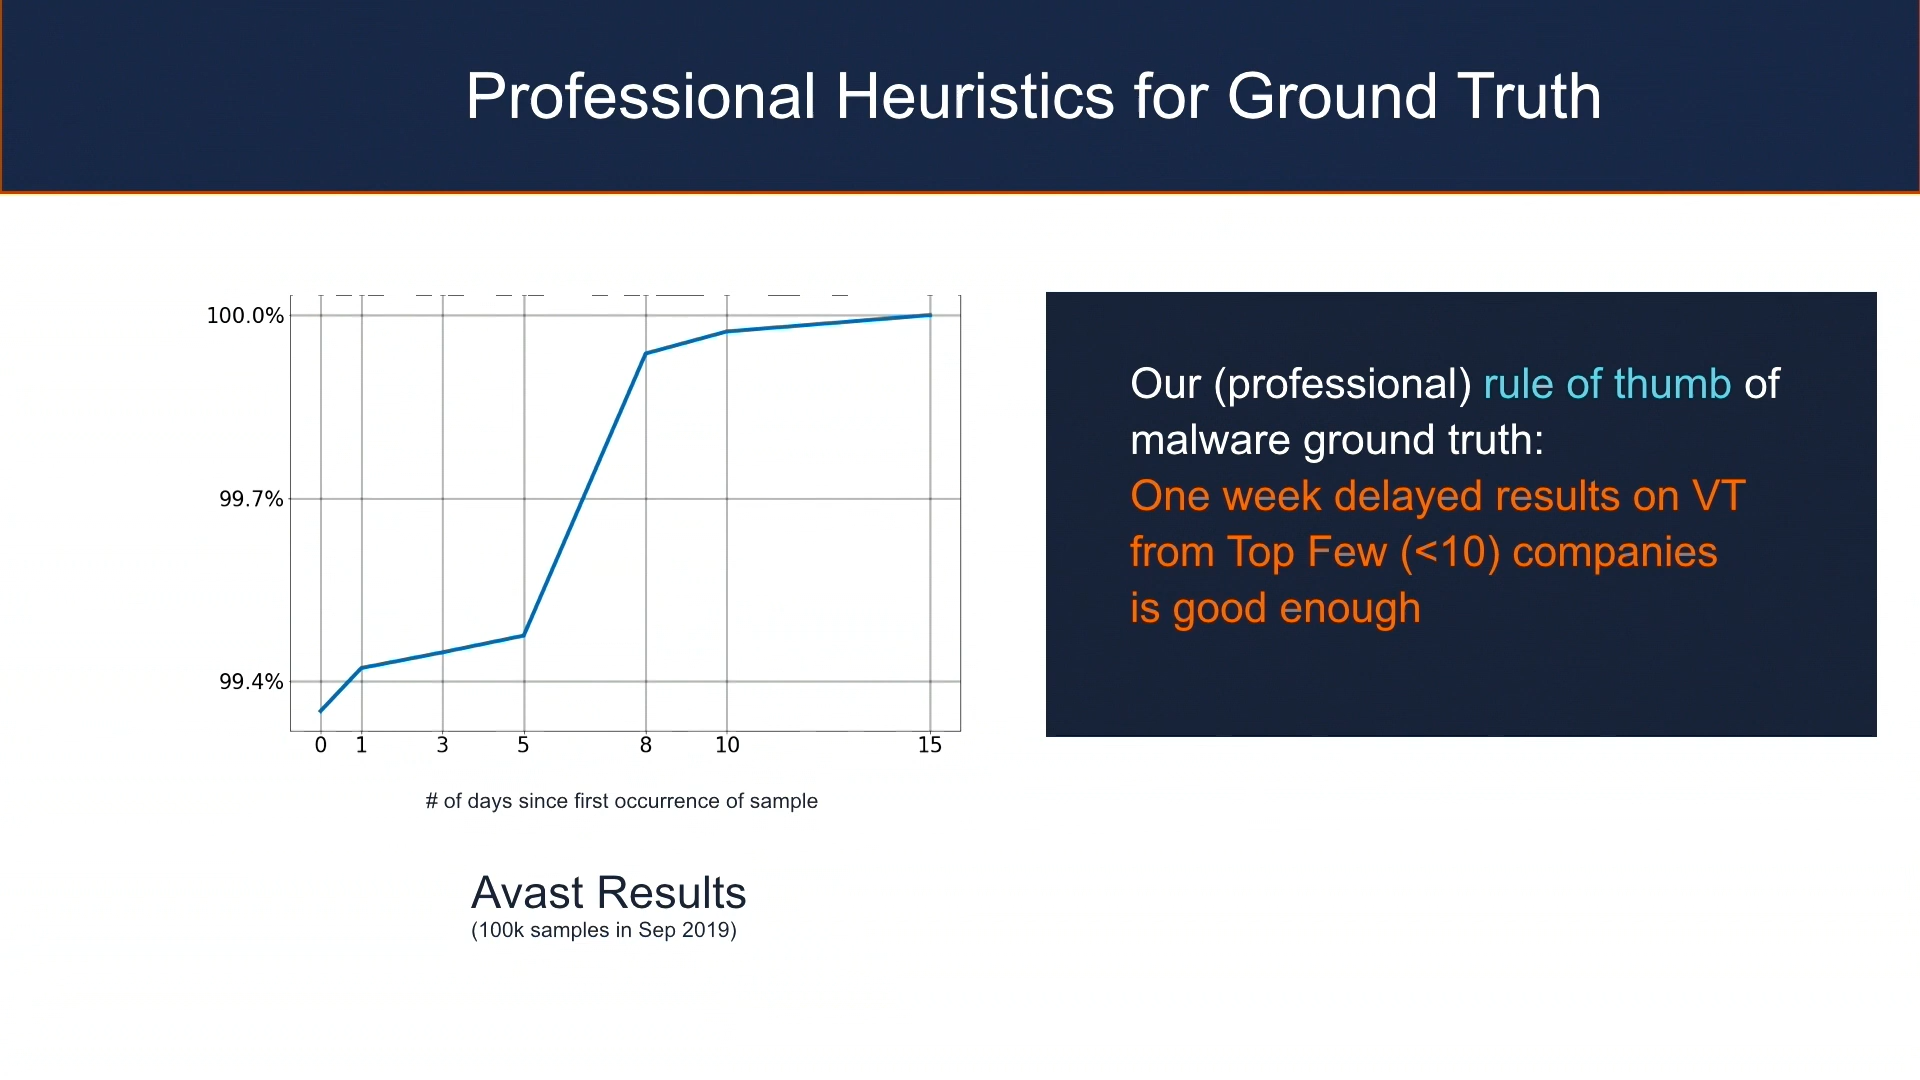 Professional Heuristics for Ground Truth
100.0%
99.7%
99.4%
0 1 3 5 8 10 15
# of days since first occurrence of sample
Avast Results
(100k samples in Sep 2019)
Our (professional) rule of thumb of
malware ground truth:
One week delayed results on VT
from Top Few (<10) companies
is good enough